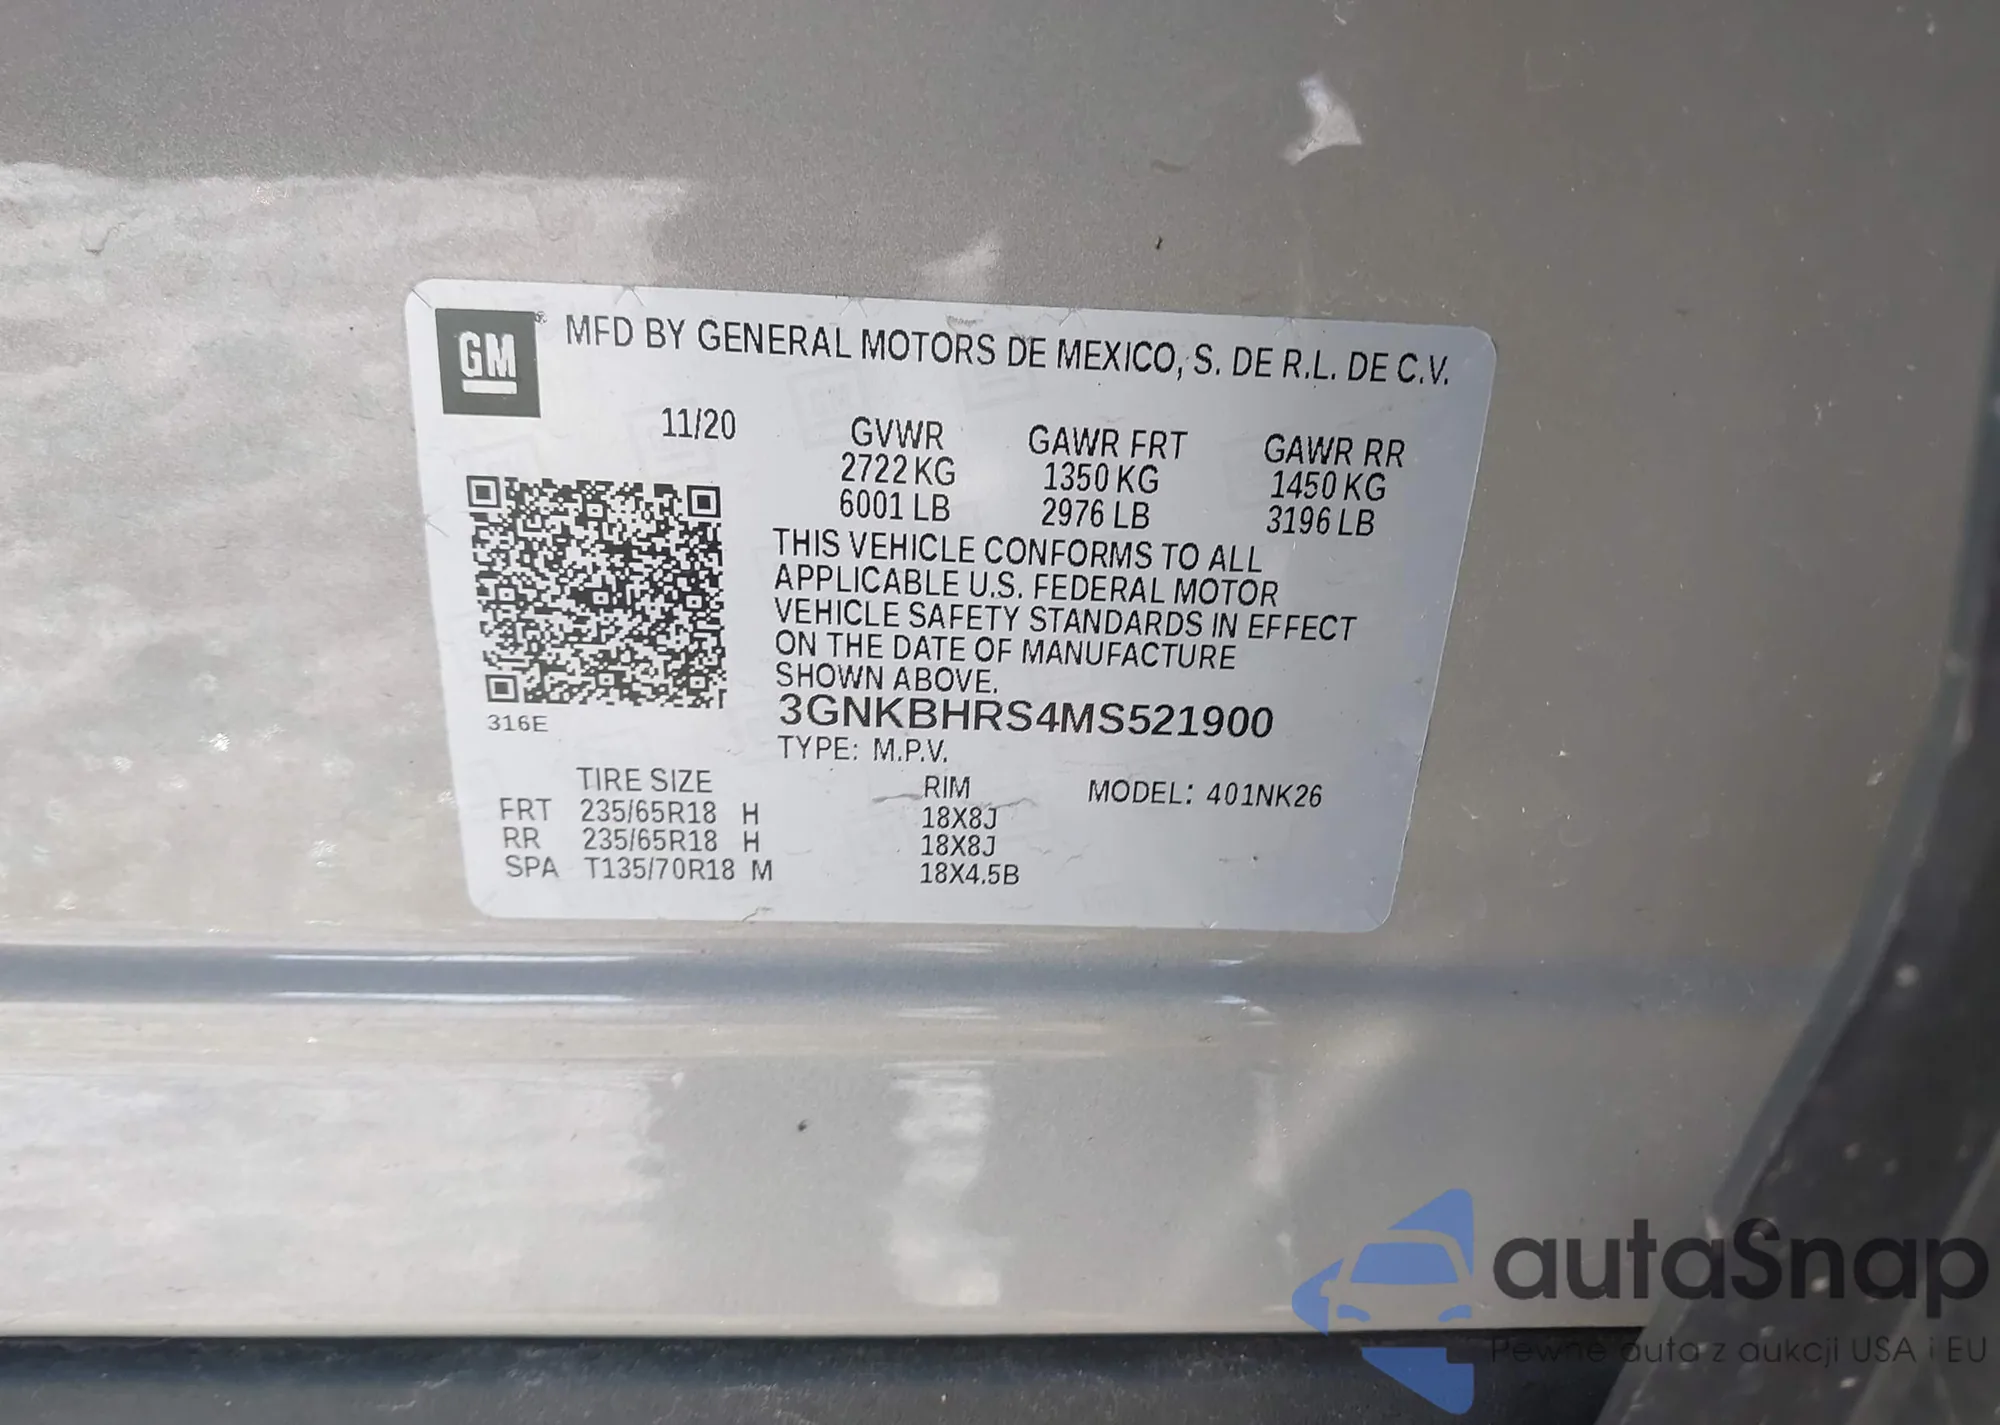 GM
MFD BY GENERAL MOTORS DE MEXICO, S. DE R.L. DE C.V.
11/20 GVWR GAWR FRT GAWR RR
2722 KG 1350 KG 1450 KG
6001 LB 2976 LB 3196 LB
THIS VEHICLE CONFORMS TO ALL
APPLICABLE U.S. FEDERAL MOTOR
VEHICLE SAFETY STANDARDS IN EFFECT
ON THE DATE OF MANUFACTURE
SHOWN ABOVE.
3GNKBHRS4MS521900
316E
TYPE: M.P.V.
TIRE SIZE RIM MODEL: 401NK26
FRT 235/65R18 H 18X8J
RR 235/65R18 H 18X8J
SPA T135/70R18 M 18X4.5B
autaSnap
Pewne auta z aukcji USA i EU